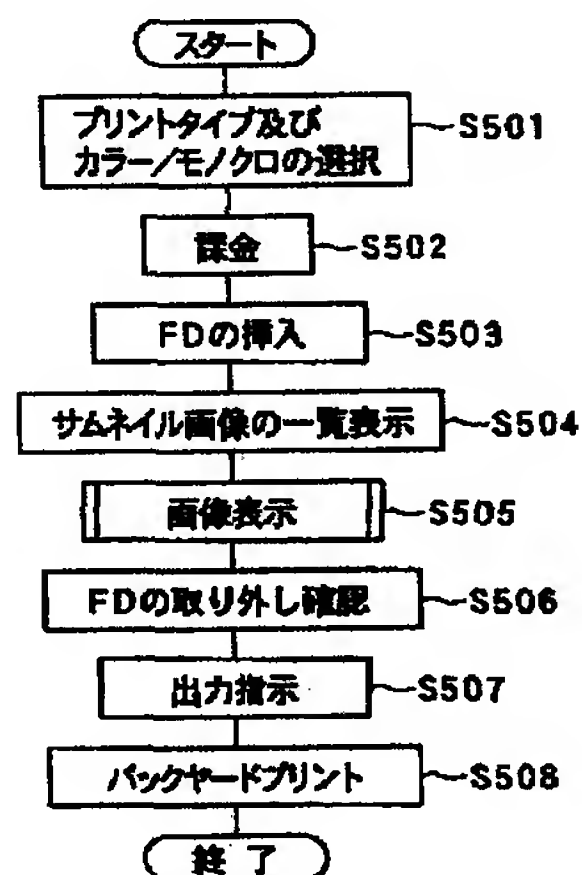 スタート
プリントタイプ及び
カラー/モノクロの選択
S501
課金
S502
FDの挿入
S503
サムネイル画像の一覧表示
S504
画像表示
S505
FDの取り外し確認
S506
出力指示
S507
バックヤードプリント
S508
終了